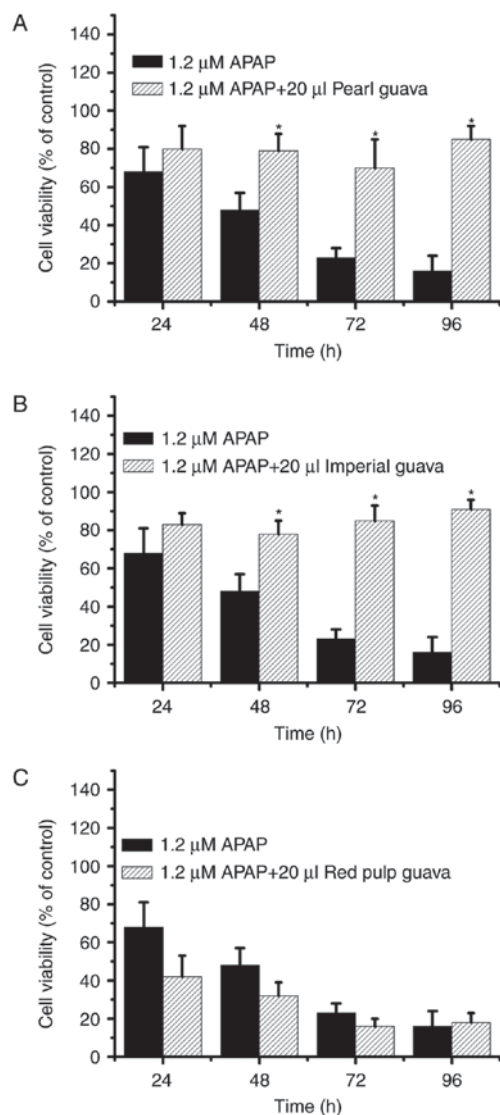 A
140
120
100
80
60
40
20
0
Cell viability (% of control)
1.2 μM APAP
1.2 μM APAP+20 μl Pearl guava
*
*
*
24 48 72 96
Time (h)
B
140
120
100
80
60
40
20
0
Cell viability (% of control)
1.2 μM APAP
1.2 μM APAP+20 μl Imperial guava
*
*
*
24 48 72 96
Time (h)
C
140
120
100
80
60
40
20
0
Cell viability (% of control)
1.2 μM APAP
1.2 μM APAP+20 μl Red pulp guava
24 48 72 96
Time (h)